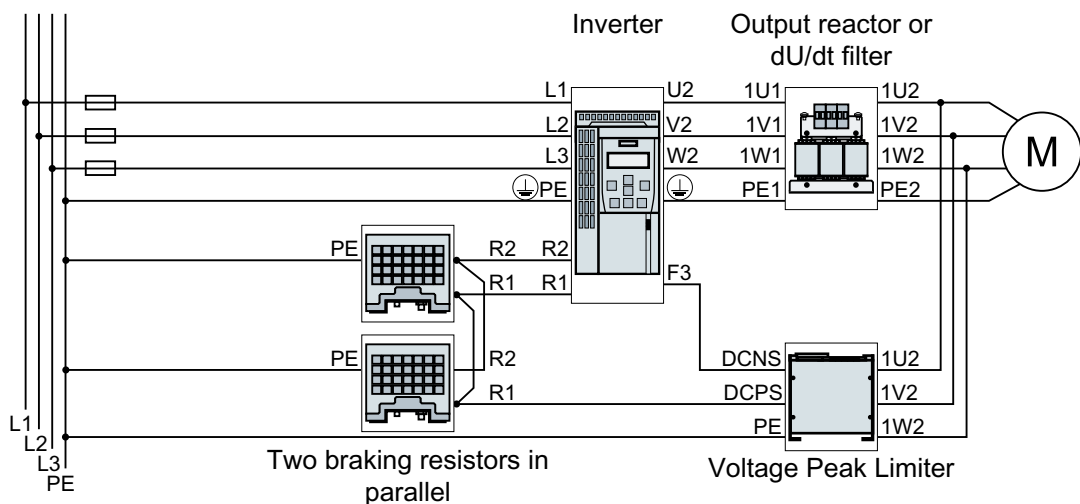 Inverter
Output reactor or
dU/dt filter
L1 U2 1U1 1U2
L2 V2 1V1 1V2
L3 W2 1W1 1W2
PE PE1 PE2
M
PE R2 R2
F3
R1 R1
PE R2 DCNS 1U2
R1 DCPS 1V2
PE 1W2
L1
L2
L3
PE
Two braking resistors in
parallel
Voltage Peak Limiter